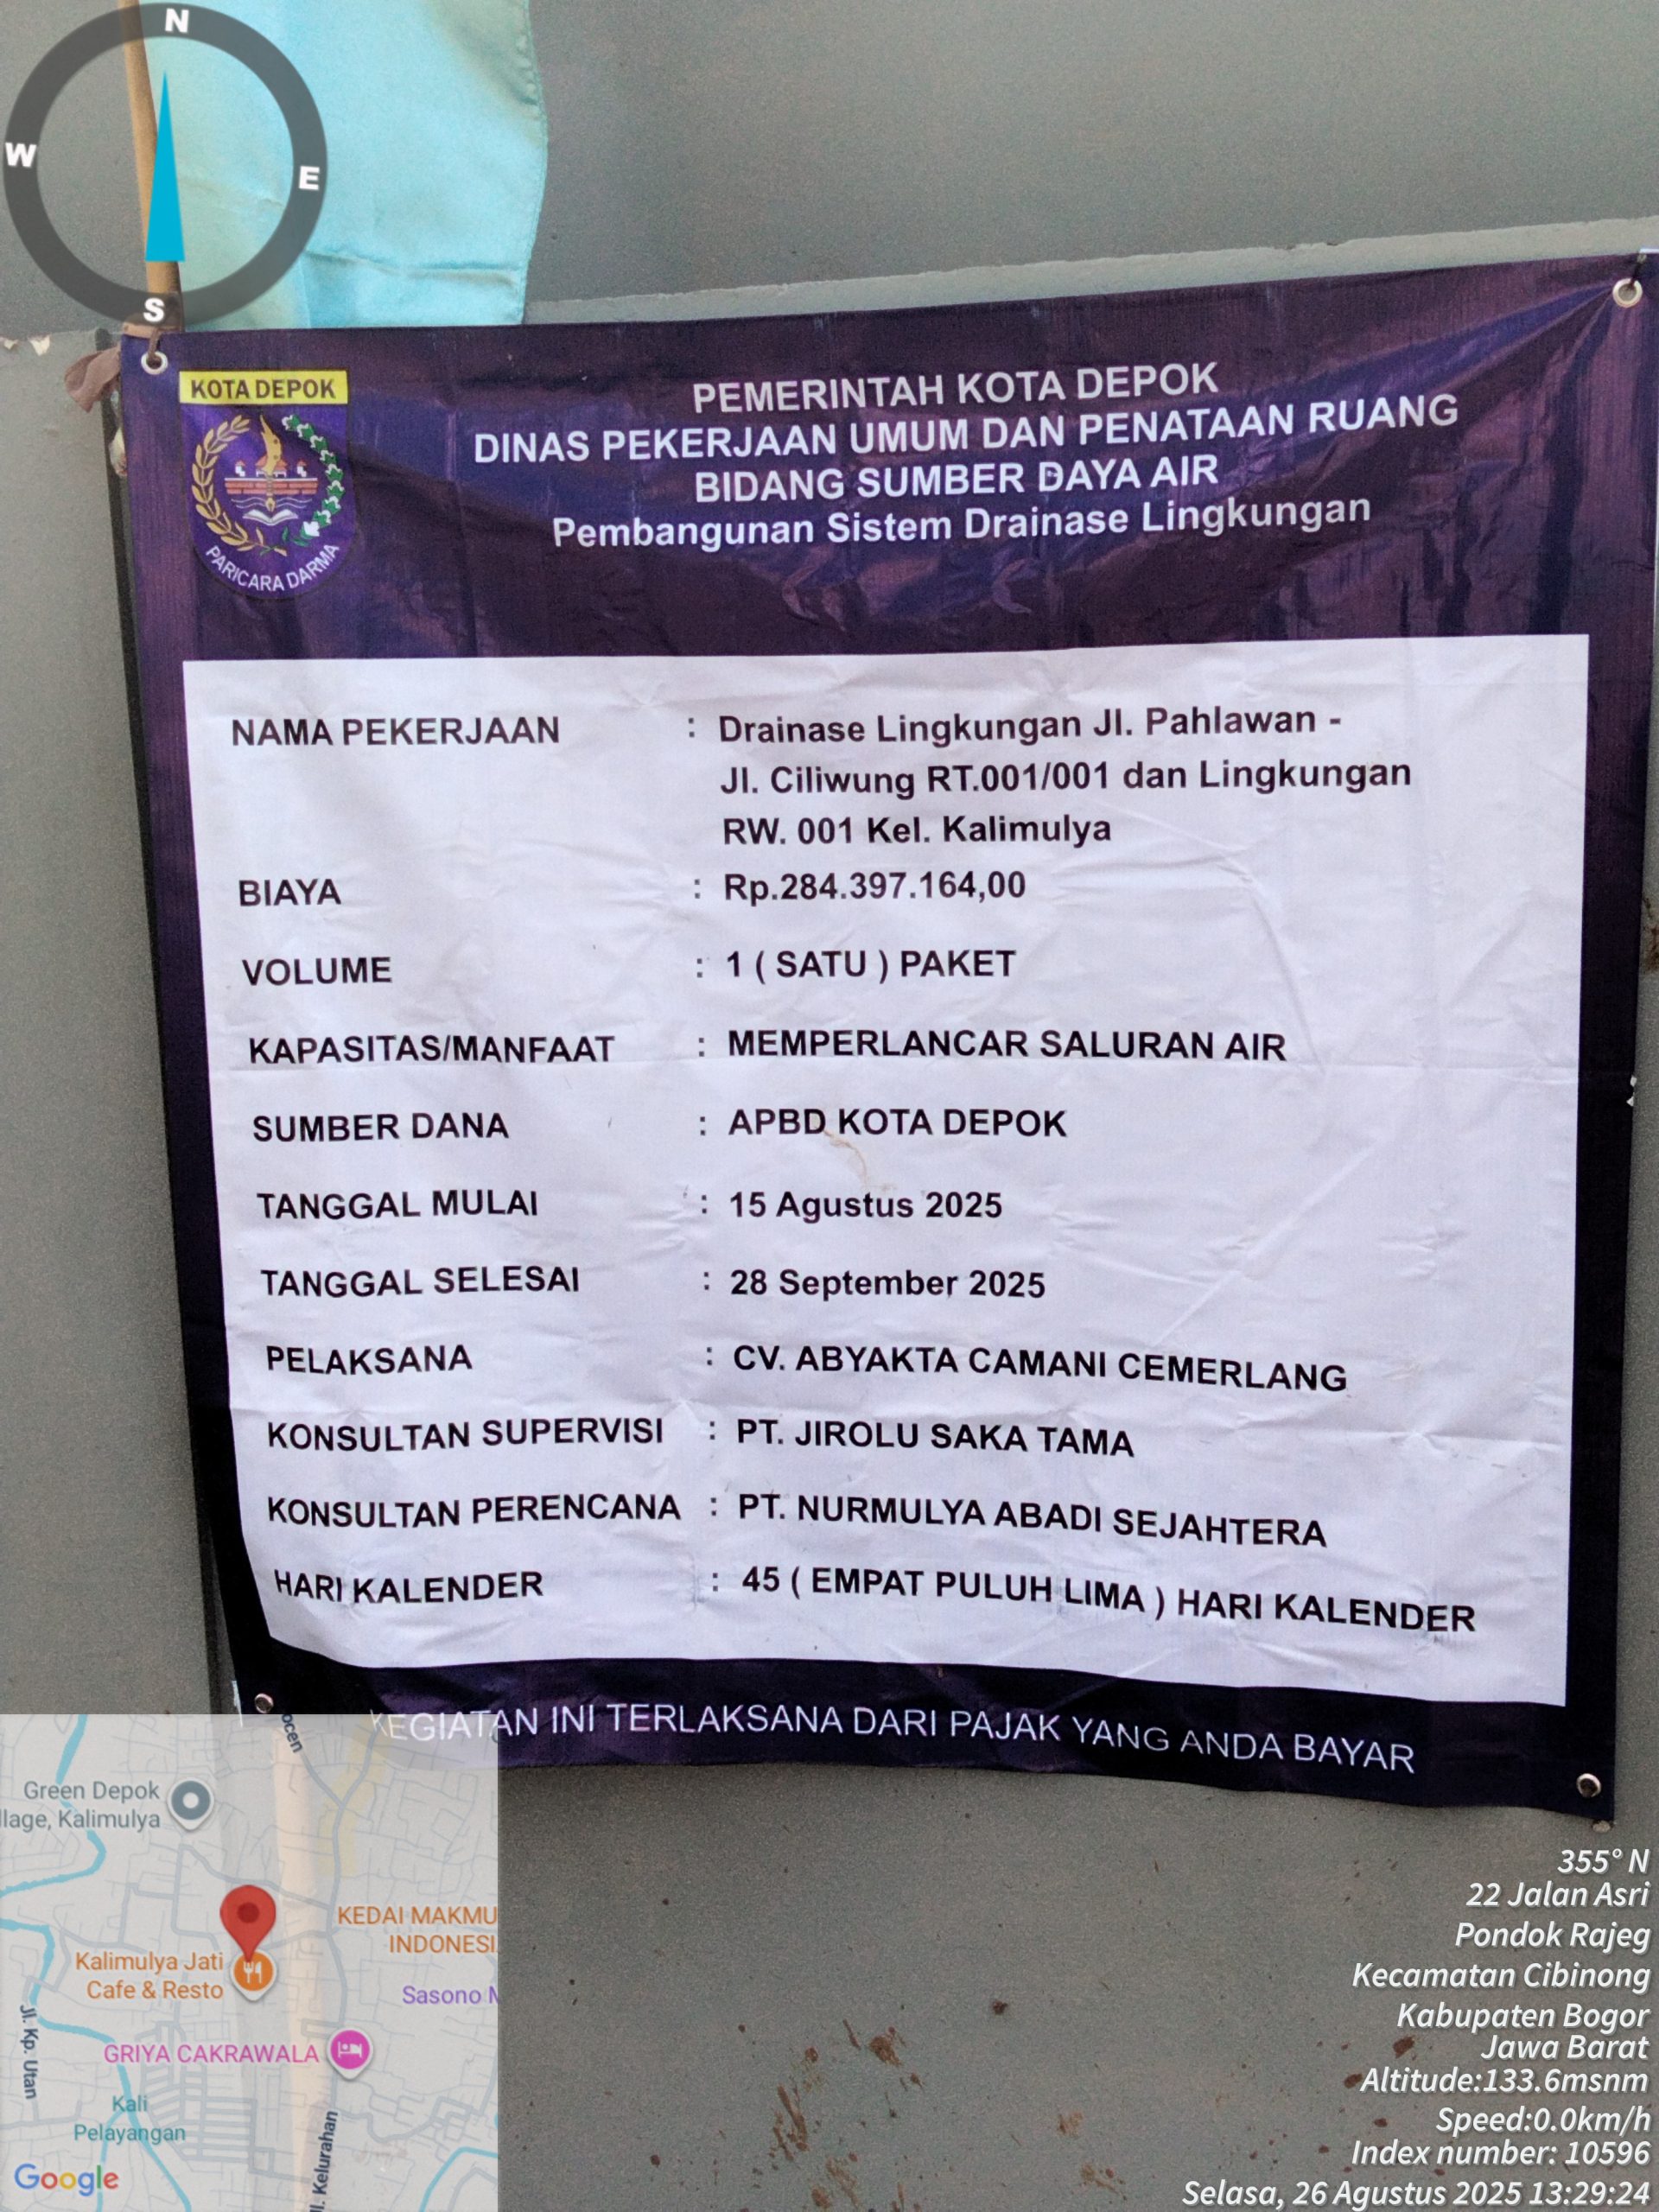 N
W
E
S
KOTA DEPOK
PARICARA DARMA
PEMERINTAH KOTA DEPOK
DINAS PEKERJAAN UMUM DAN PENATAAN RUANG
BIDANG SUMBER DAYA AIR
Pembangunan Sistem Drainase Lingkungan
NAMA PEKERJAAN : Drainase Lingkungan Jl. Pahlawan -
Jl. Ciliwung RT.001/001 dan Lingkungan
RW. 001 Kel. Kalimulya
BIAYA : Rp.284.397.164,00
VOLUME : 1 ( SATU ) PAKET
KAPASITAS/MANFAAT : MEMPERLANCAR SALURAN AIR
SUMBER DANA : APBD KOTA DEPOK
TANGGAL MULAI : 15 Agustus 2025
TANGGAL SELESAI : 28 September 2025
PELAKSANA : CV. ABYAKTA CAMANI CEMERLANG
KONSULTAN SUPERVISI : PT. JIROLU SAKA TAMA
KONSULTAN PERENCANA : PT. NURMULYA ABADI SEJAHTERA
HARI KALENDER : 45 ( EMPAT PULUH LIMA ) HARI KALENDER
KEGIATAN INI TERLAKSANA DARI PAJAK YANG ANDA BAYAR
ocen
Green Depok
llage, Kalimulya
KEDAI MAKMU
INDONESI
Kalimulya Jati
Cafe & Resto
Sasono
Jl. Kp. Utan
GRIYA CAKRAWALA
Kali
Pelayangan
Jl. Kelurahan
Google
355° N
22 Jalan Asri
Pondok Rajeg
Kecamatan Cibinong
Kabupaten Bogor
Jawa Barat
Altitude:133.6msnm
Speed:0.0km/h
Index number: 10596
Selasa, 26 Agustus 2025 13:29:24